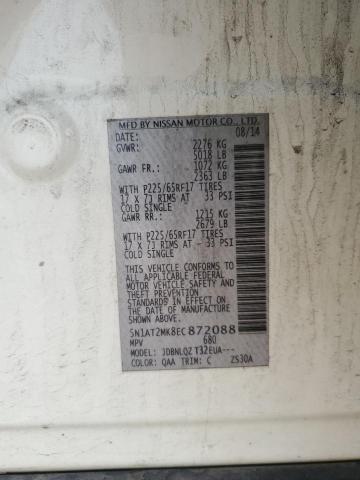 MFD BY NISSAN MOTOR CO., LTD.
DATE: 08/14
GVWR: 2276 KG
5018 LB
GAWR FR.: 1072 KG
2363 LB
WITH P225/65RF17 TIRES
17 X 7J RIMS AT 33 PSI
COLD SINGLE
GAWR RR.: 1215 KG
2679 LB
WITH P225/65RF17 TIRES
17 X 7J RIMS AT 33 PSI
COLD SINGLE
THIS VEHICLE CONFORMS TO
ALL APPLICABLE FEDERAL
MOTOR VEHICLE SAFETY
AND THEFT PREVENTION
STANDARDS IN EFFECT ON
THE DATE OF MANUFACTURE
SHOWN ABOVE.
5N1AT2MK8EC872088
MPV 680
MODEL: JDBNLQZ T32EUA---
COLOR: QAA TRIM: C ZS30A